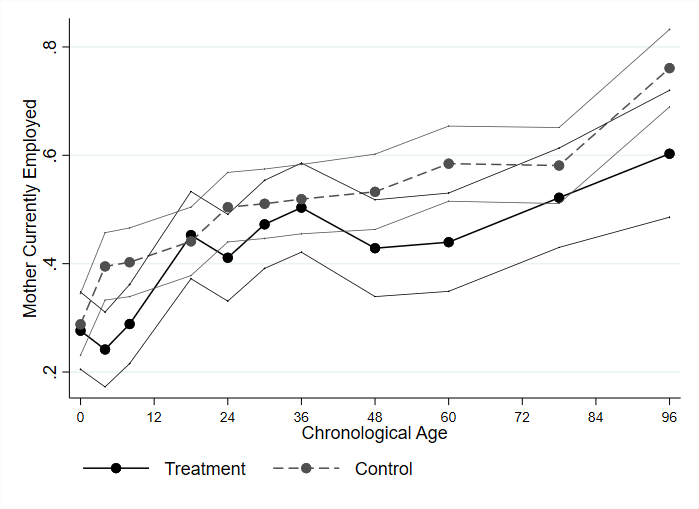 Mother Currently Employed
.8
.6
.4
.2
0 12 24 36 48 60 72 84 96
Chronological Age
Treatment Control